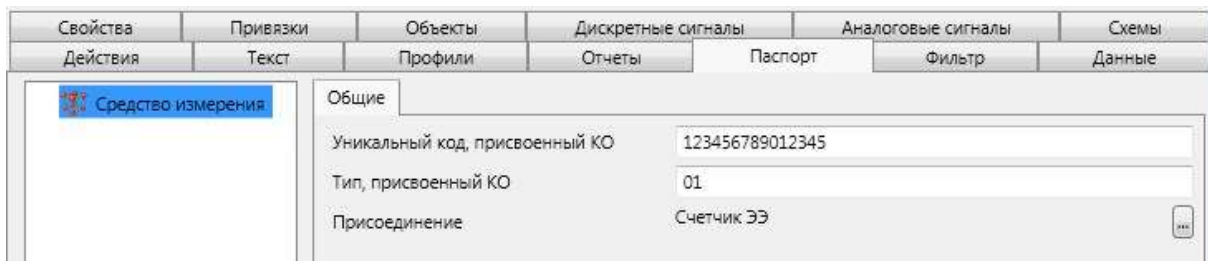 Свойства Привязки Объекты Дискретные сигналы Аналоговые сигналы Схемы
Действия Текст Профили Отчеты Паспорт Фильтр Данные
Средство измерения
Общие
Уникальный код, присвоенный КО 123456789012345
Тип, присвоенный КО 01
Присоединение Счетчик ЭЭ ...